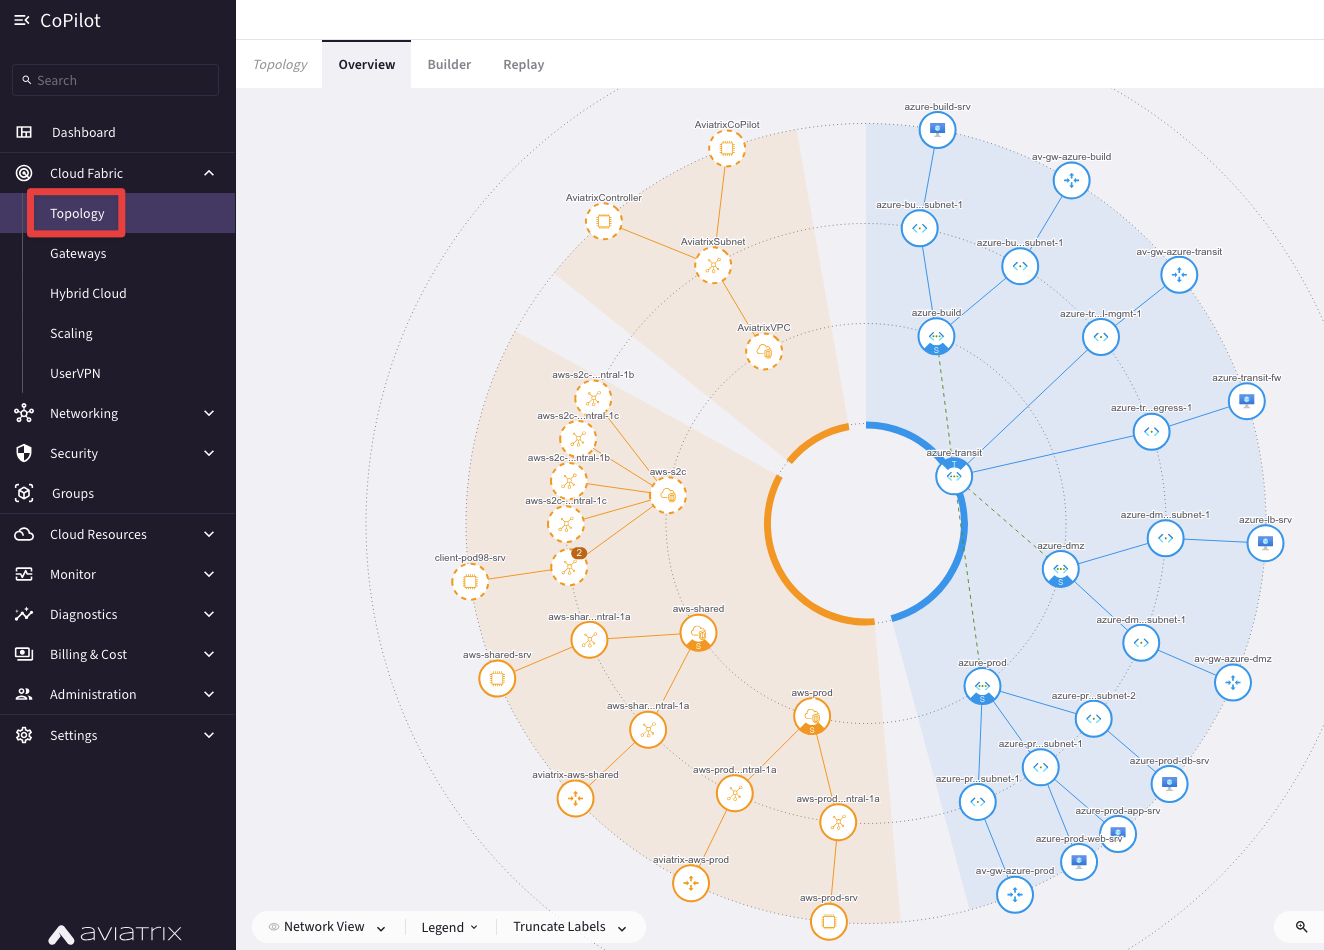 CoPilot
Search
Dashboard
Cloud Fabric
Topology
Gateways
Hybrid Cloud
Scaling
UserVPN
Networking
Security
Groups
Cloud Resources
Monitor
Diagnostics
Billing & Cost
Administration
Settings
aviatrix
Topology
Overview
Builder
Replay
azure-build-srv
AviatrixCoPilot
av-gw-azure-build
AviatrixController
azure-bu...subnet-1
AviatrixSubnet
azure-bu...subnet-1
av-gw-azure-transit
azure-build
azure-tr...l-mgmt-1
S
AviatrixVPC
aws-s2c-...ntral-1b
azure-transit-fw
aws-s2c-...ntral-1c
azure-tr...egress-1
aws-s2c-...ntral-1b
aws-s2c
azure-transit
T
aws-s2c-...ntral-1c
azure-dm...subnet-1
azure-lb-srv
2
client-pod98-srv
azure-dmz
S
aws-shar...ntral-1a
aws-shared
S
azure-dm...subnet-1
aws-shared-srv
azure-prod
S
av-gw-azure-dmz
aws-shar...ntral-1a
aws-prod
S
azure-pr...subnet-2
azure-pr...subnet-1
aviatrix-aws-shared
aws-prod...ntral-1a
azure-prod-db-srv
azure-pr...subnet-1
aws-prod...ntral-1a
azure-prod-app-srv
azure-prod-web-srv
aviatrix-aws-prod
av-gw-azure-prod
aws-prod-srv
Network View
Legend
Truncate Labels